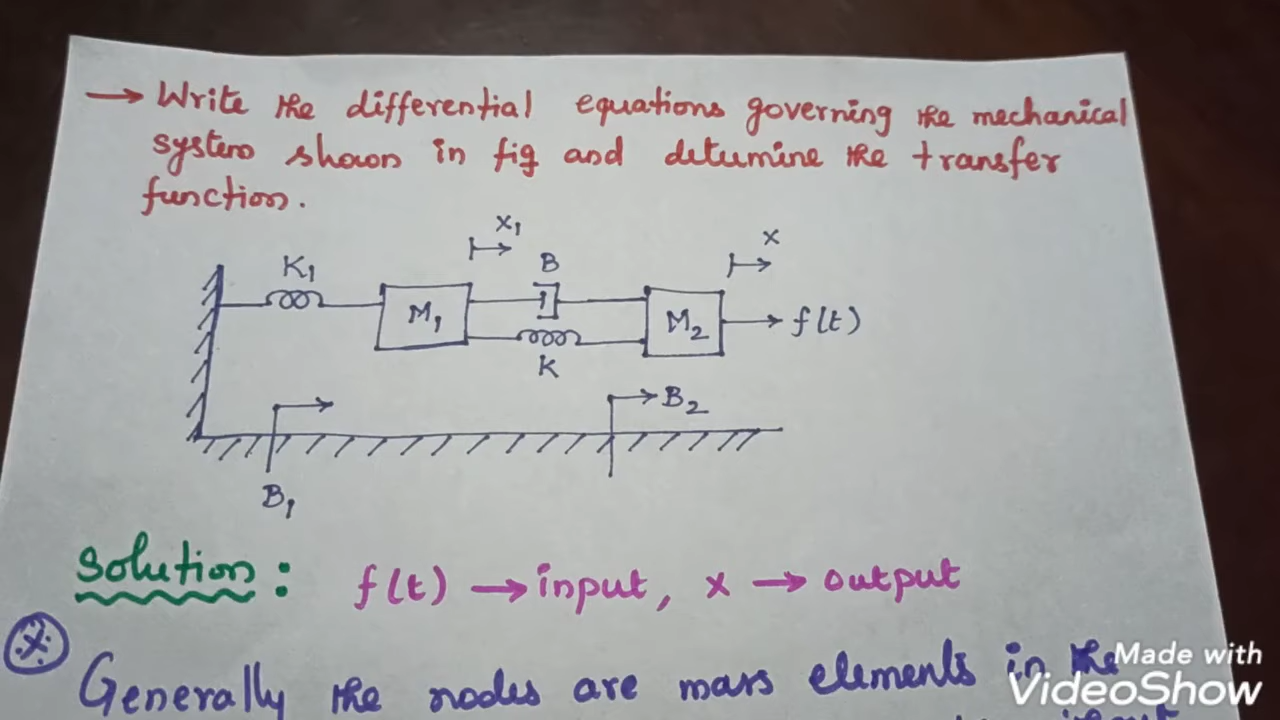 → Write the differential equations governing the mechanical
system shown in fig and determine the transfer
function.
x₁
x
K₁
B
M₁
M₂
f(t)
K
B₂
B₁
Solution:
f(t) → input, x → output
Generally the nodes are mass elements in the
Made with
VideoShow